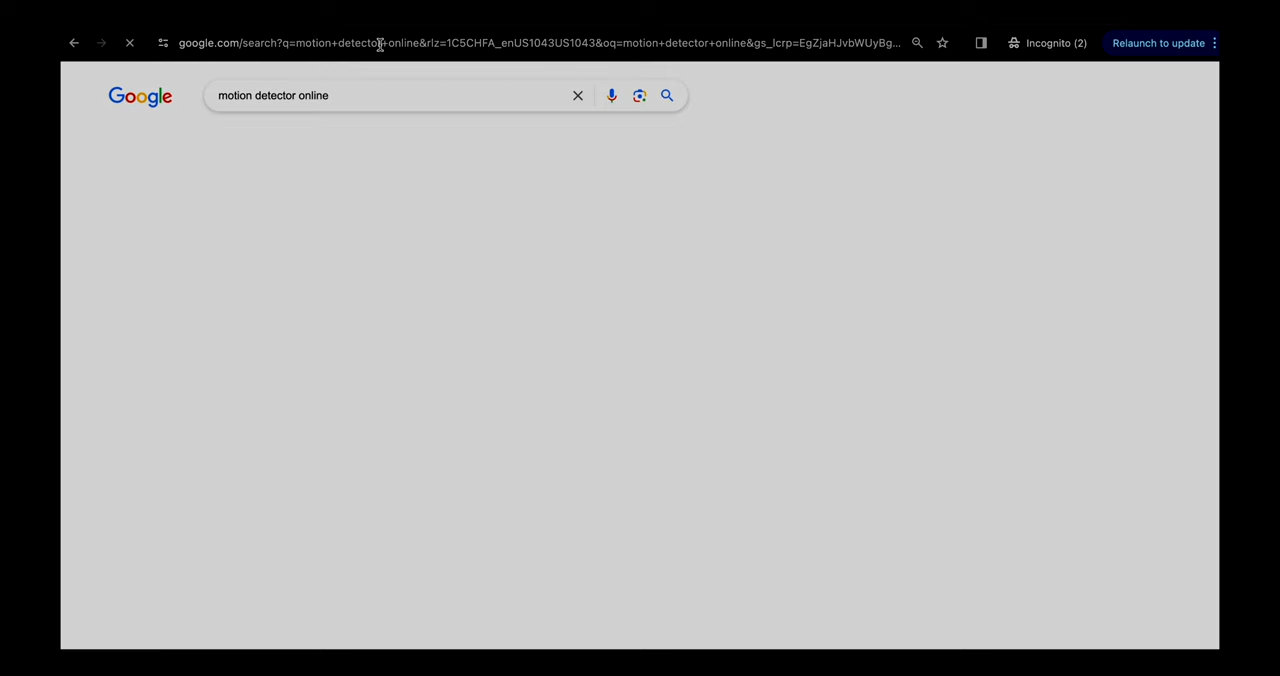 google.com/search?q=motion+detector+online&rlz=1C5CHFA_enUS1043US1043&oq=motion+detector+online&gs_lcrp=EgZjaHJvbWUyBg...
Incognito (2)
Relaunch to update
Google
motion detector online